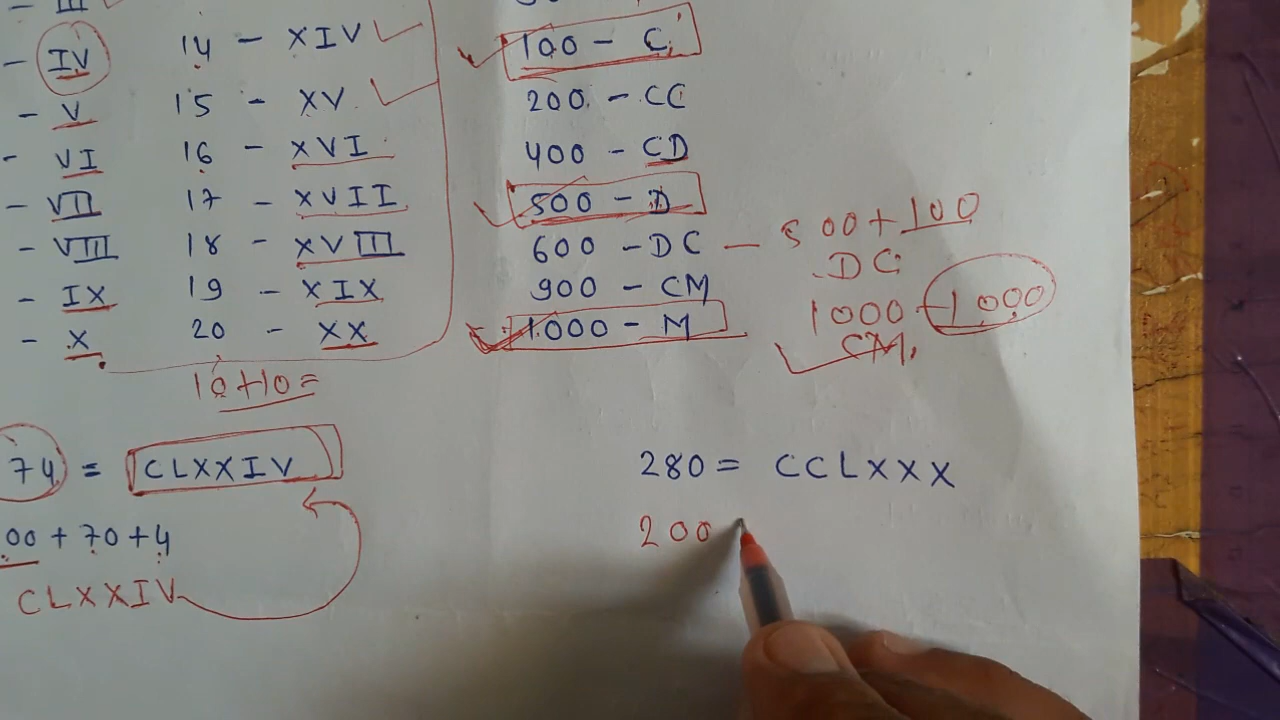 - III
- IV 14 - XIV 100 - C
- V 15 - XV 200 - CC
- VI 16 - XVI 400 - CD
- VII 17 - XVII 500 - D
- VIII 18 - XVIII 600 - DC - 500+100
DC
- IX 19 - XIX 900 - CM
- X 20 - XX 1000 - M
1000 - 1000
CM
10+10=
74 = CLXXIV
00 + 70 + 4
CLXXIV
280 = CCLXXX
200